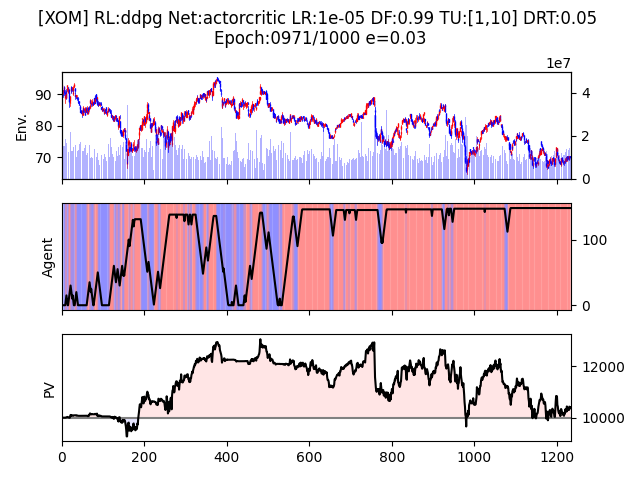 [XOM] RL:ddpg Net:actorcritic LR:1e-05 DF:0.99 TU:[1,10] DRT:0.05
Epoch:0971/1000 e=0.03
1e7
Env.
90
80
70
4
2
0
Agent
100
0
PV
12000
10000
0 200 400 600 800 1000 1200